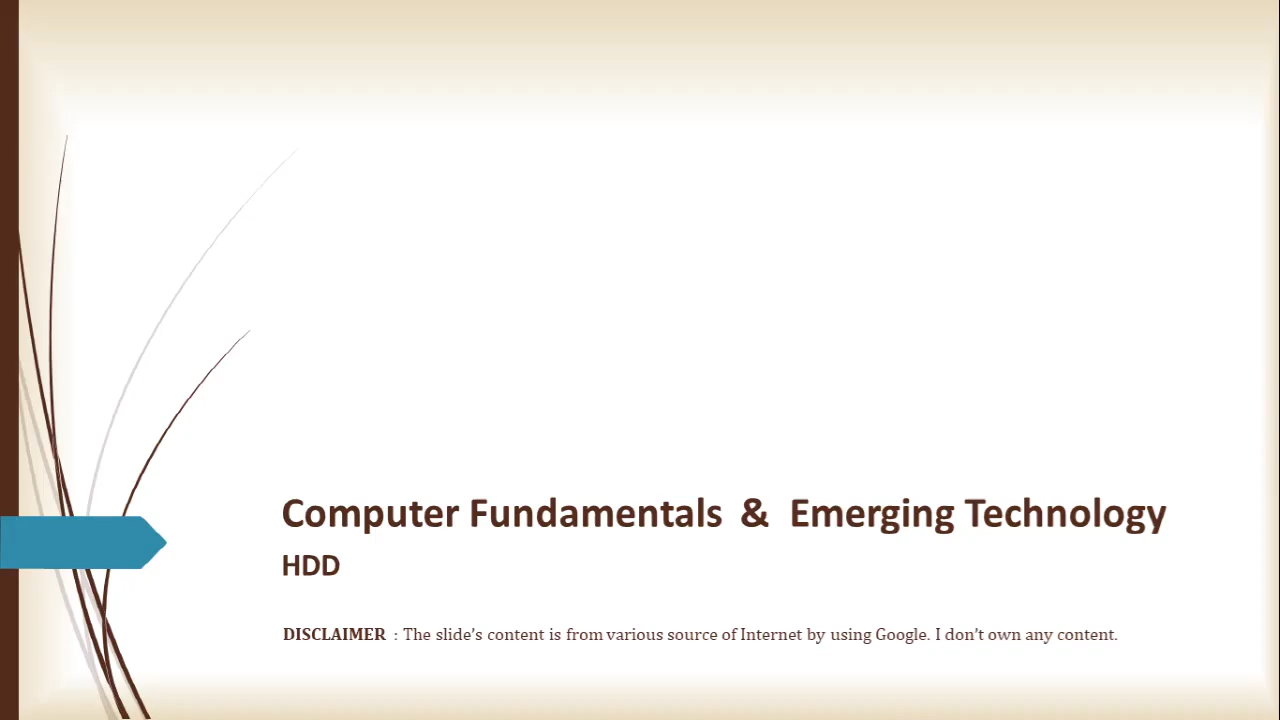 Computer Fundamentals & Emerging Technology
HDD
DISCLAIMER : The slide's content is from various source of Internet by using Google. I don't own any content.